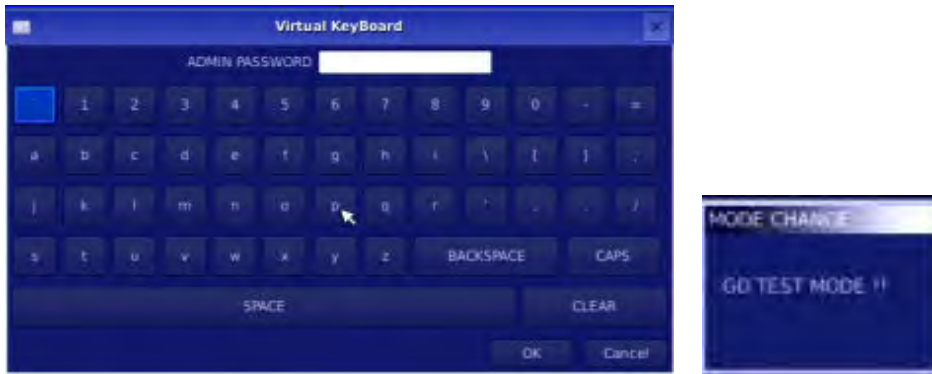 Virtual KeyBoard
ADMIN PASSWORD
` 1 2 3 4 5 6 7 8 9 0 - =
a b c d e f g h i \ [ ] ;
j k l m n o p q r ' , . /
s t u v w x y z BACKSPACE CAPS
SPACE CLEAR
OK Cancel
MODE CHANGE
GO TEST MODE !!